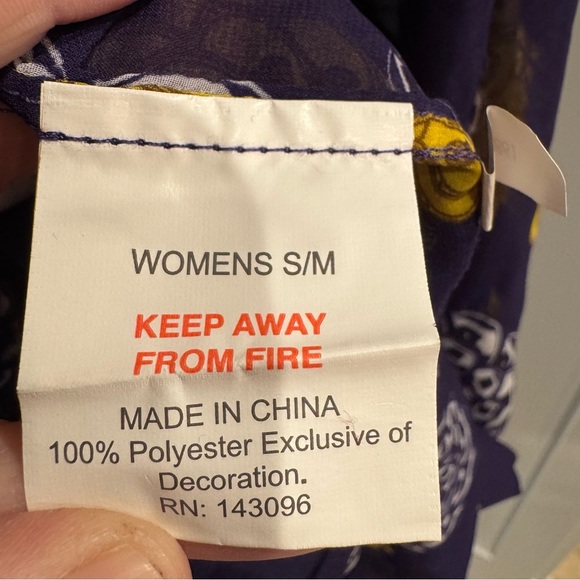 WOMENS S/M
KEEP AWAY
FROM FIRE
MADE IN CHINA
100% Polyester Exclusive of
Decoration.
RN: 143096